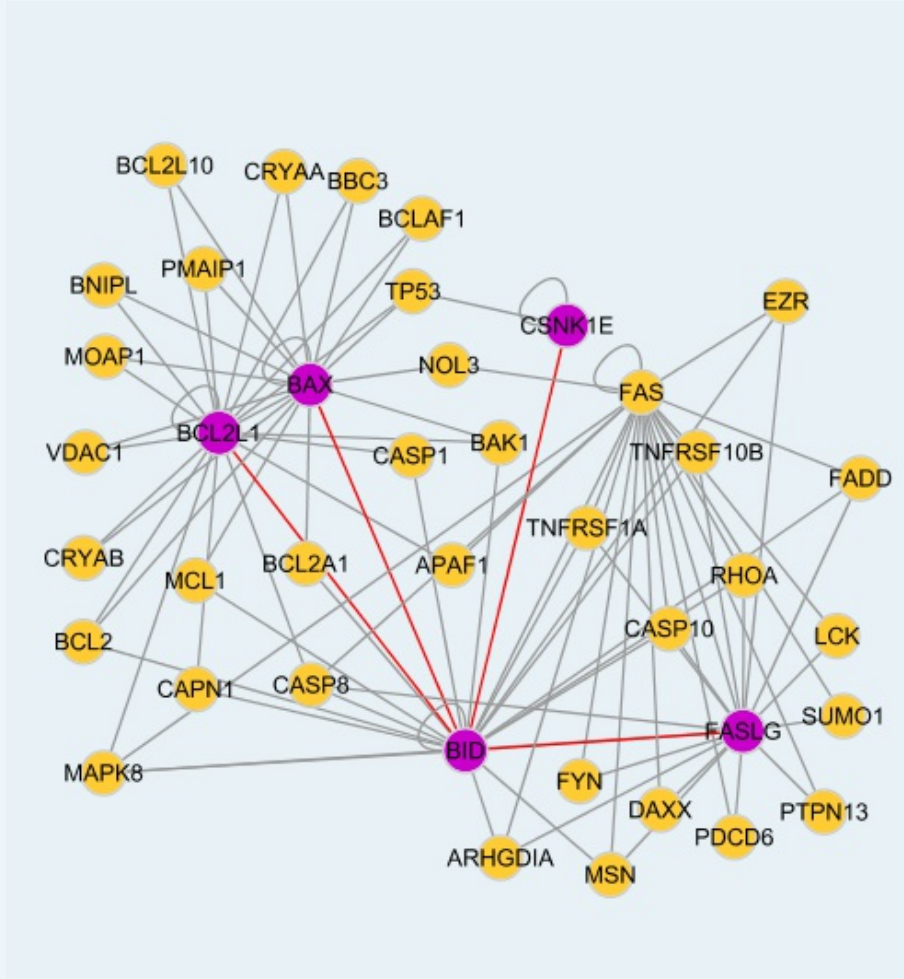 BCL2L10
CRYAA
BBC3
BCLAF1
PMAIP1
BNIPL
TP53
EZR
CSNK1E
MOAP1
NOL3
BAX
FAS
BCL2L1
VDAC1
CASP1
BAK1
TNFRSF10B
FADD
TNFRSF1A
CRYAB
MCL1
BCL2A1
APAF1
RHOA
BCL2
CASP10
LCK
CAPN1
CASP8
SUMO1
BID
FASLG
MAPK8
FYN
DAXX
PTPN13
PDCD6
ARHGDIA
MSN